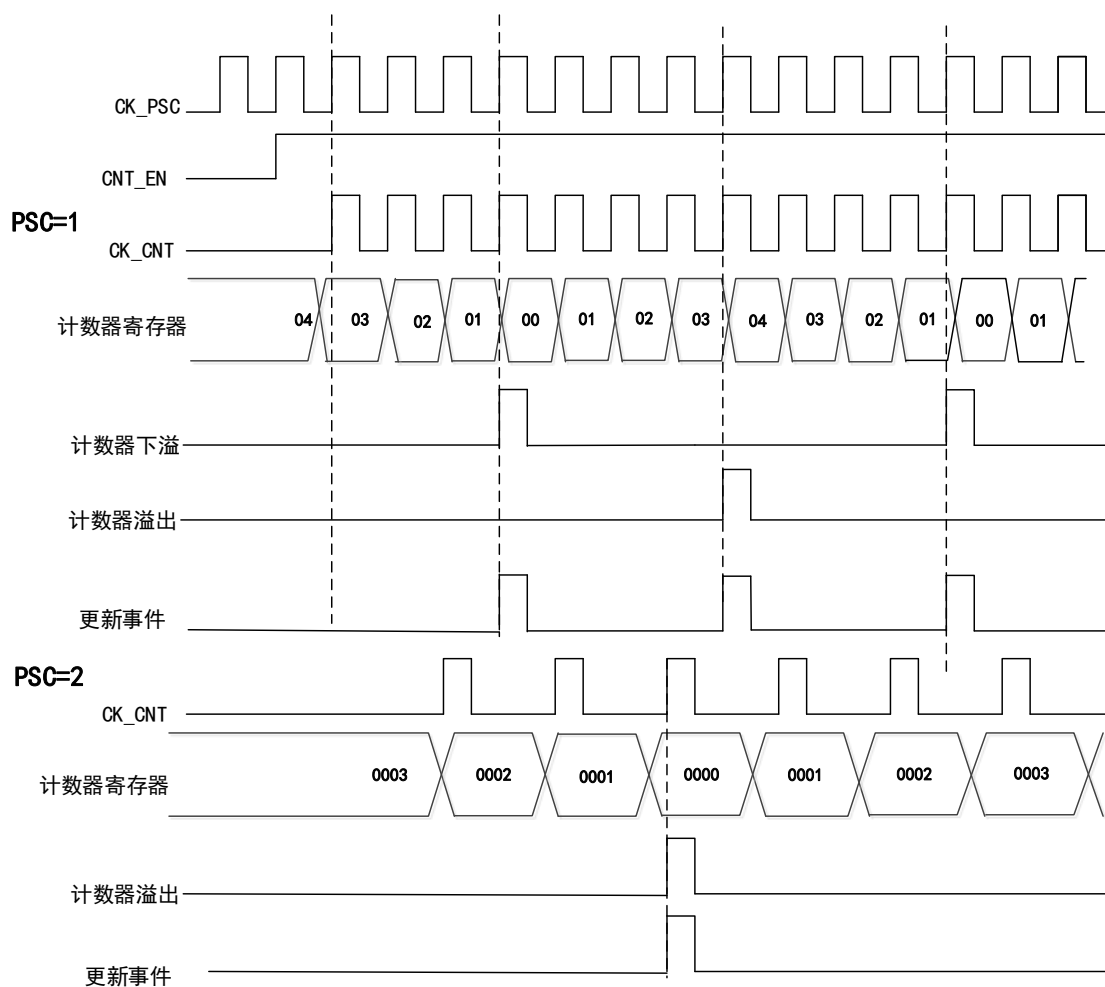 CK_PSC
CNT_EN
PSC=1
CK_CNT
计数器寄存器 04 03 02 01 00 01 02 03 04 03 02 01 00 01
计数器下溢
计数器溢出
更新事件
PSC=2
CK_CNT
计数器寄存器 0003 0002 0001 0000 0001 0002 0003
计数器溢出
更新事件